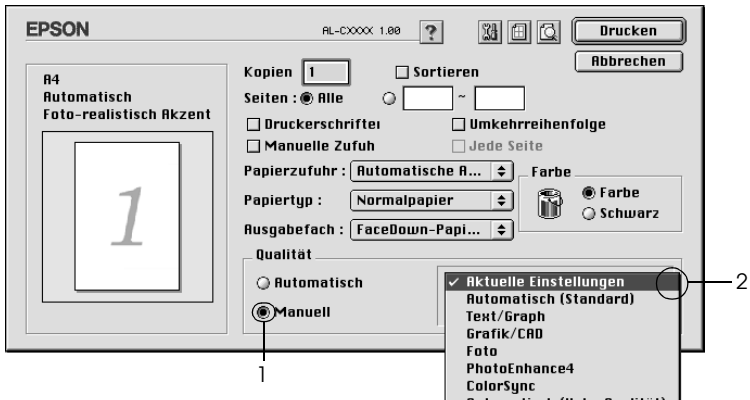 EPSON
AL-CXXXX 1.00
?
Drucken
Abbrechen
A4
Automatisch
Foto-realistisch Akzent
1
Kopien 1
Sortieren
Seiten : Alle
~
Druckerschrifter
Umkehrreihenfolge
Manuelle Zufuh
Jede Seite
Papierzufuhr : Automatische A...
Papiertyp : Normalpapier
Ausgabefach : FaceDown-Papi...
Farbe
Farbe
Schwarz
Qualität
Automatisch
Manuell
✓ Aktuelle Einstellungen
Automatisch (Standard)
Text/Graph
Grafik/CAD
Foto
PhotoEnhance4
ColorSync
1
2